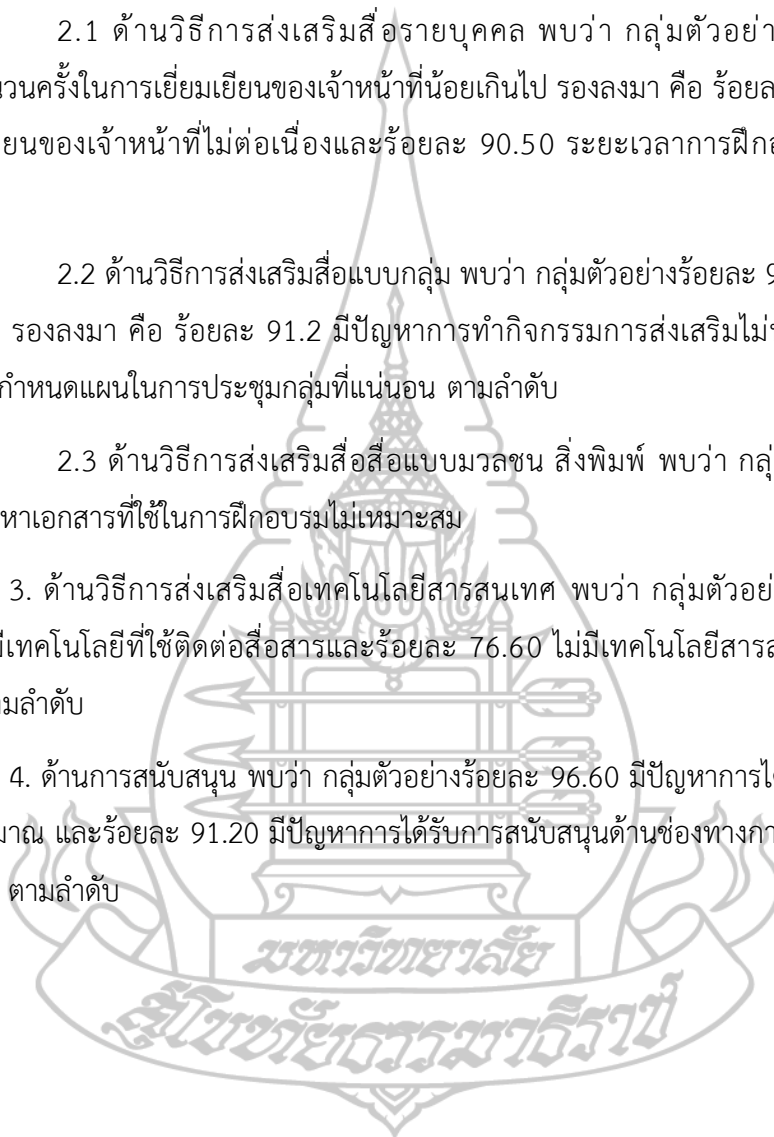 2.1 ด้านวิธีการส่งเสริมสื่อรายบุคคล พบว่า กลุ่มตัวอย่า
วนครั้งในการเยี่ยมเยียนของเจ้าหน้าที่น้อยเกินไป รองลงมา คือ ร้อยล
ยนของเจ้าหน้าที่ไม่ต่อเนื่องและร้อยละ 90.50 ระยะเวลาการฝึกอ
2.2 ด้านวิธีการส่งเสริมสื่อแบบกลุ่ม พบว่า กลุ่มตัวอย่างร้อยละ 9
รองลงมา คือ ร้อยละ 91.2 มีปัญหาการทำกิจกรรมการส่งเสริมไม่
กำหนดแผนในการประชุมกลุ่มที่แน่นอน ตามลำดับ
2.3 ด้านวิธีการส่งเสริมสื่อสื่อแบบมวลชน สิ่งพิมพ์ พบว่า กลุ่
หาเอกสารที่ใช้ในการฝึกอบรมไม่เหมาะสม
3. ด้านวิธีการส่งเสริมสื่อเทคโนโลยีสารสนเทศ พบว่า กลุ่มตัวอย่
มีเทคโนโลยีที่ใช้ติดต่อสื่อสารและร้อยละ 76.60 ไม่มีเทคโนโลยีสารส
ามลำดับ
4. ด้านการสนับสนุน พบว่า กลุ่มตัวอย่างร้อยละ 96.60 มีปัญหาการได
มาณ และร้อยละ 91.20 มีปัญหาการได้รับการสนับสนุนด้านช่องทางกา
ตามลำดับ
มหาวิทยาลัย
สุโขทัยธรรมาธิราช